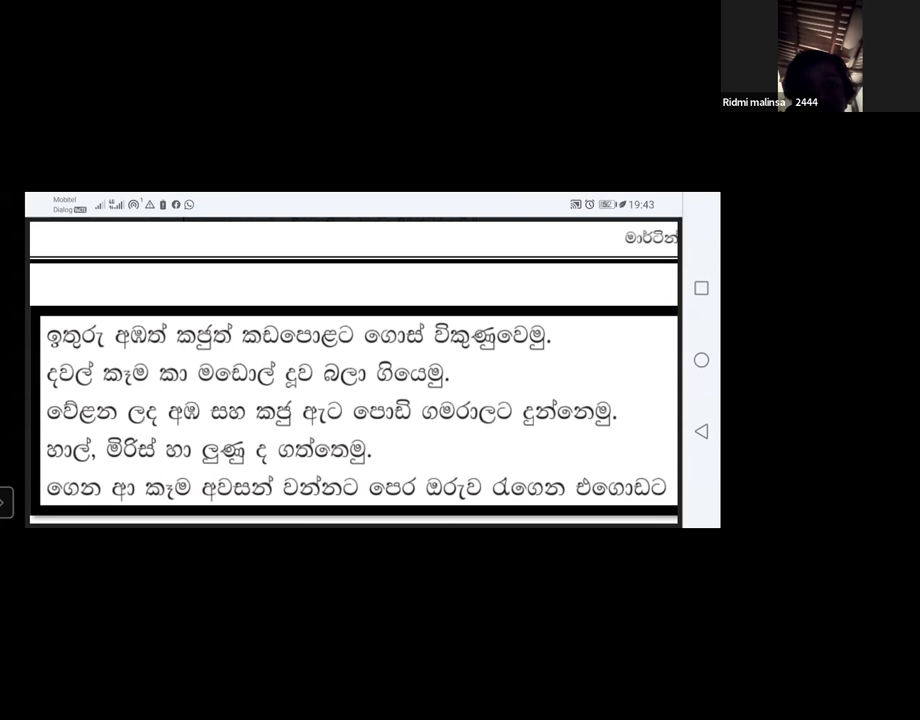 Ridmi malinsa 2444
Mobitel
Dialog VoLTE
19:43
මාර්ටින්
ඉතුරු අඹත් කජුත් කඩපොළට ගොස් විකුණුවෙමු.
දවල් කෑම කා මඩොල් දූව බලා ගියෙමු.
වේළන ලද අඹ සහ කජු ඇට පොඩි ගමරාලට දුන්නෙමු.
හාල්, මිරිස් හා ලුණු ද ගත්තෙමු.
ගෙන ආ කෑම අවසන් වන්නට පෙර ඔරුව රැගෙන එගොඩට